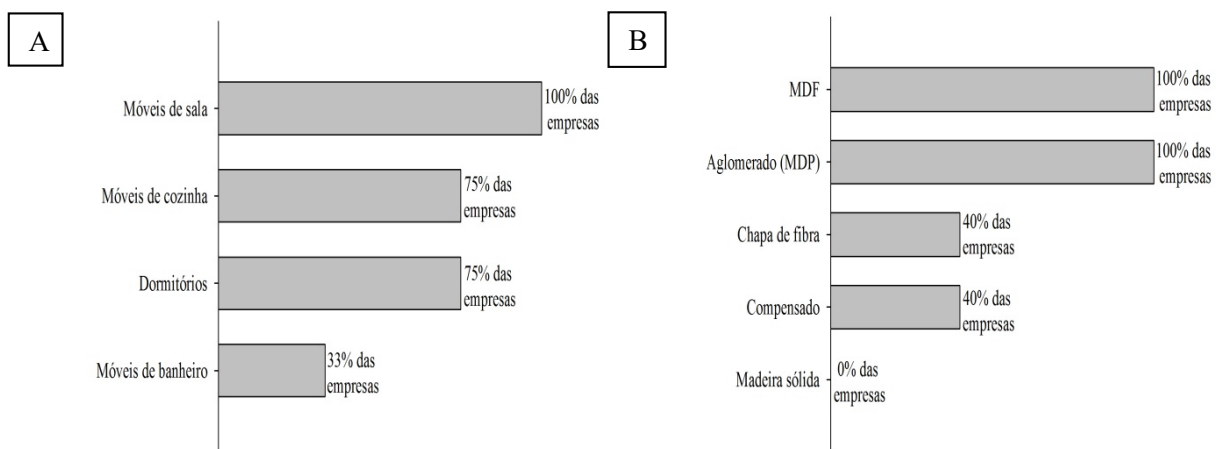 A
Móveis de sala
100% das
empresas
Móveis de cozinha
75% das
empresas
Dormitórios
75% das
empresas
Móveis de banheiro
33% das
empresas
B
MDF
100% das
empresas
Aglomerado (MDP)
100% das
empresas
Chapa de fibra
40% das
empresas
Compensado
40% das
empresas
Madeira sólida
0% das
empresas